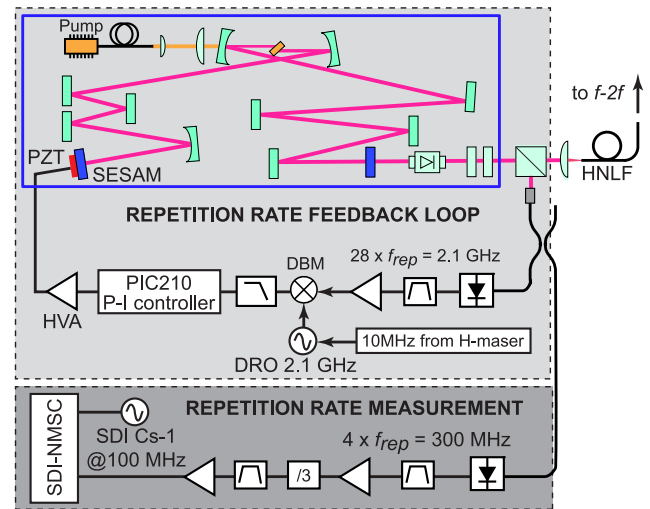 Pump
PZT
SESAM
to f-2f
HNLF
REPETITION RATE FEEDBACK LOOP
28 x frep = 2.1 GHz
DBM
PIC210
P-I controller
HVA
10MHz from H-maser
DRO 2.1 GHz
REPETITION RATE MEASUREMENT
SDI-NMSC
SDI Cs-1
@100 MHz
4 x frep = 300 MHz
/3